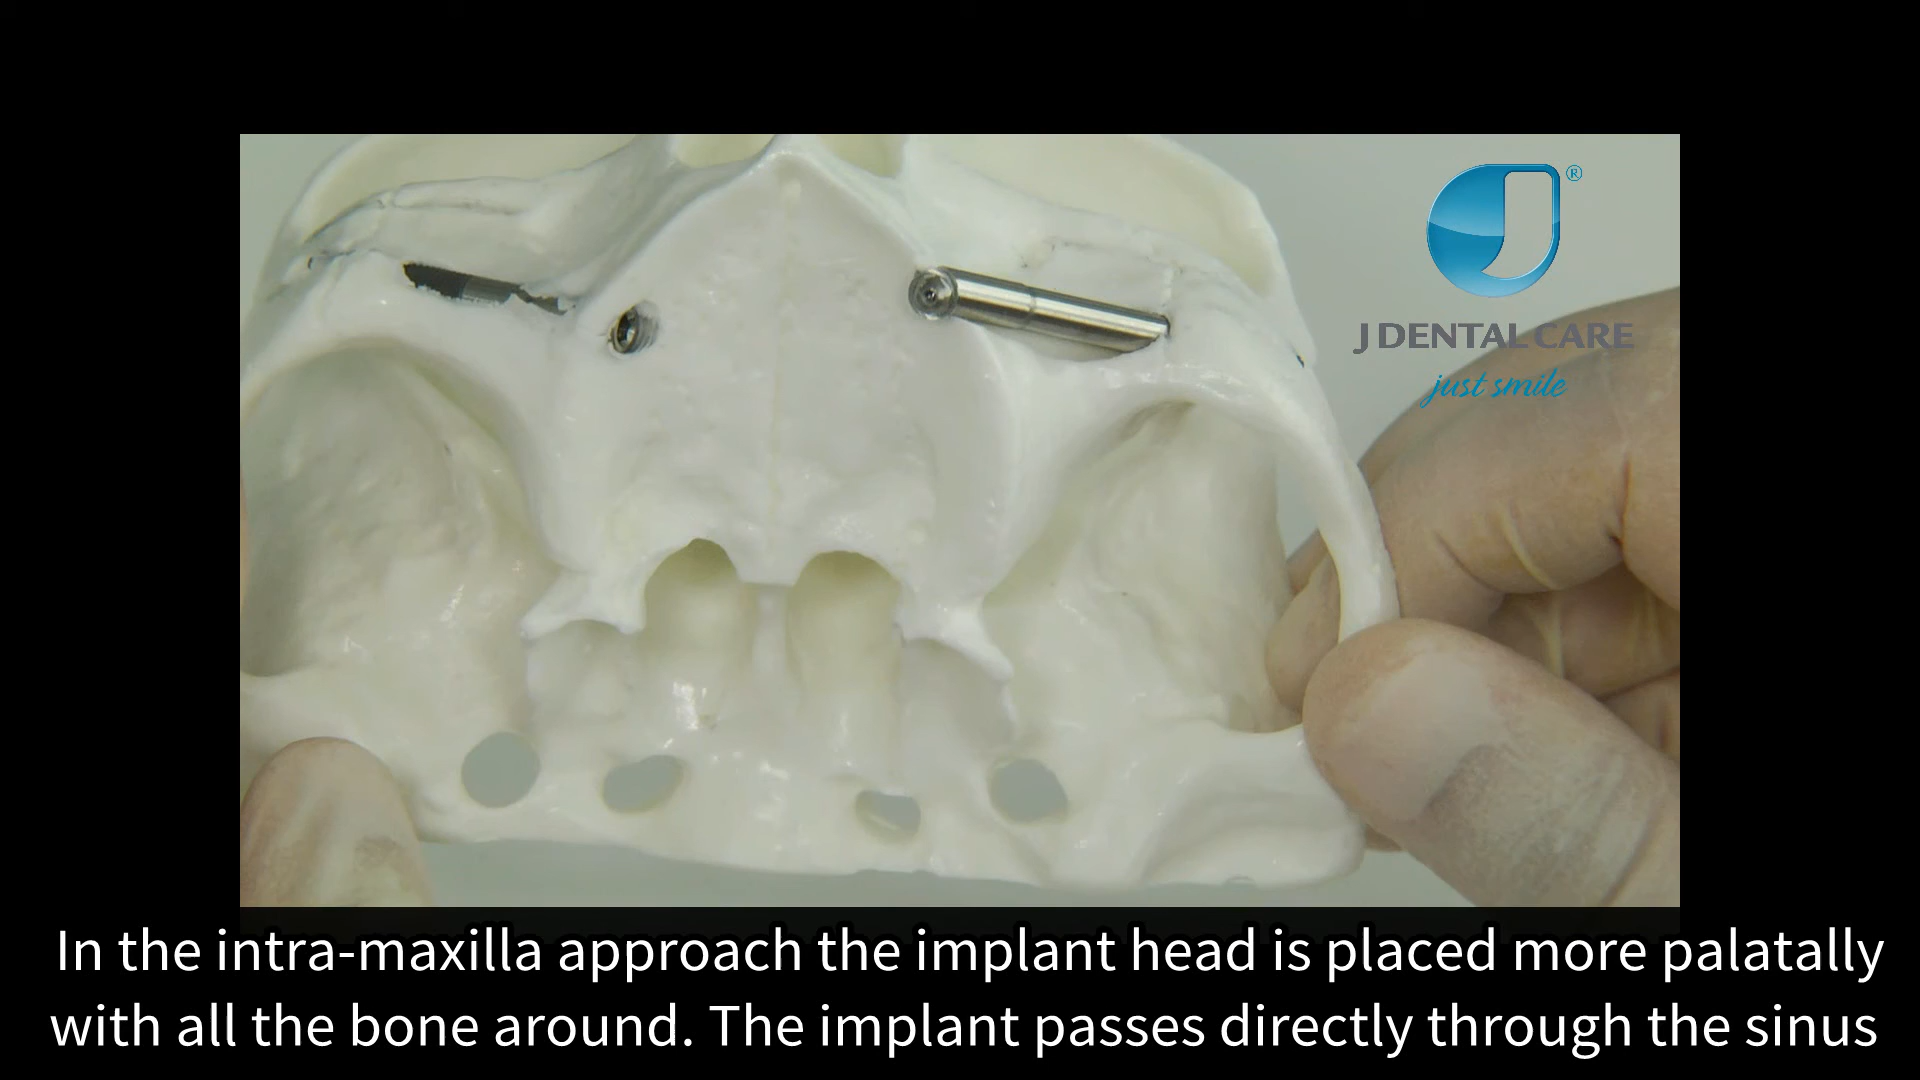 ®
J DENTAL CARE
just smile
In the intra-maxilla approach the implant head is placed more palatally
with all the bone around. The implant passes directly through the sinus